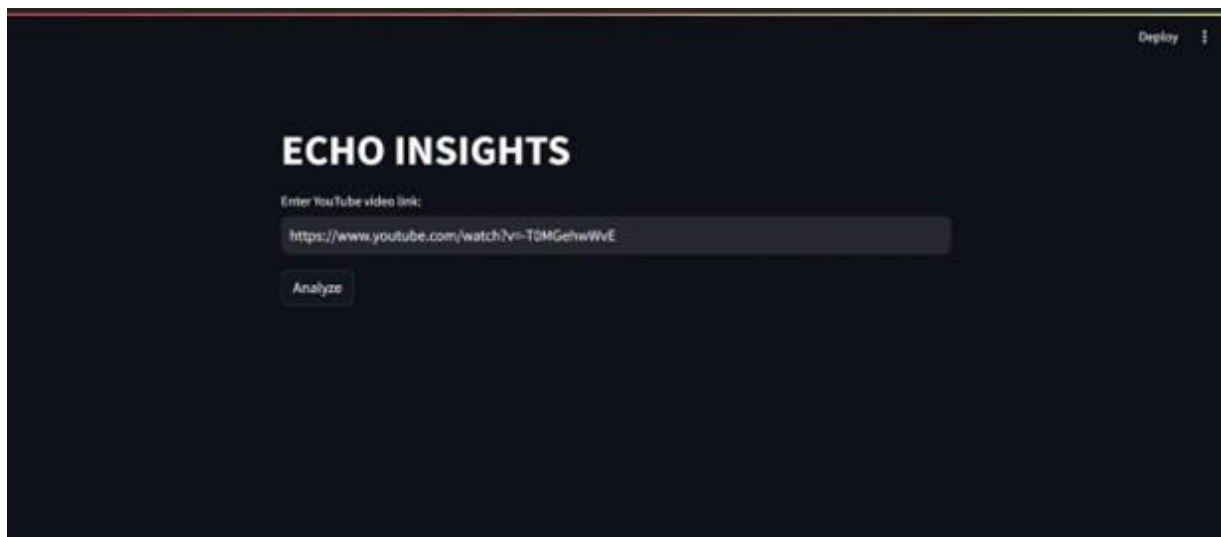 Deploy
ECHO INSIGHTS
Enter YouTube video link:
https://www.youtube.com/watch?v=-T0MGehwWvE
Analyze